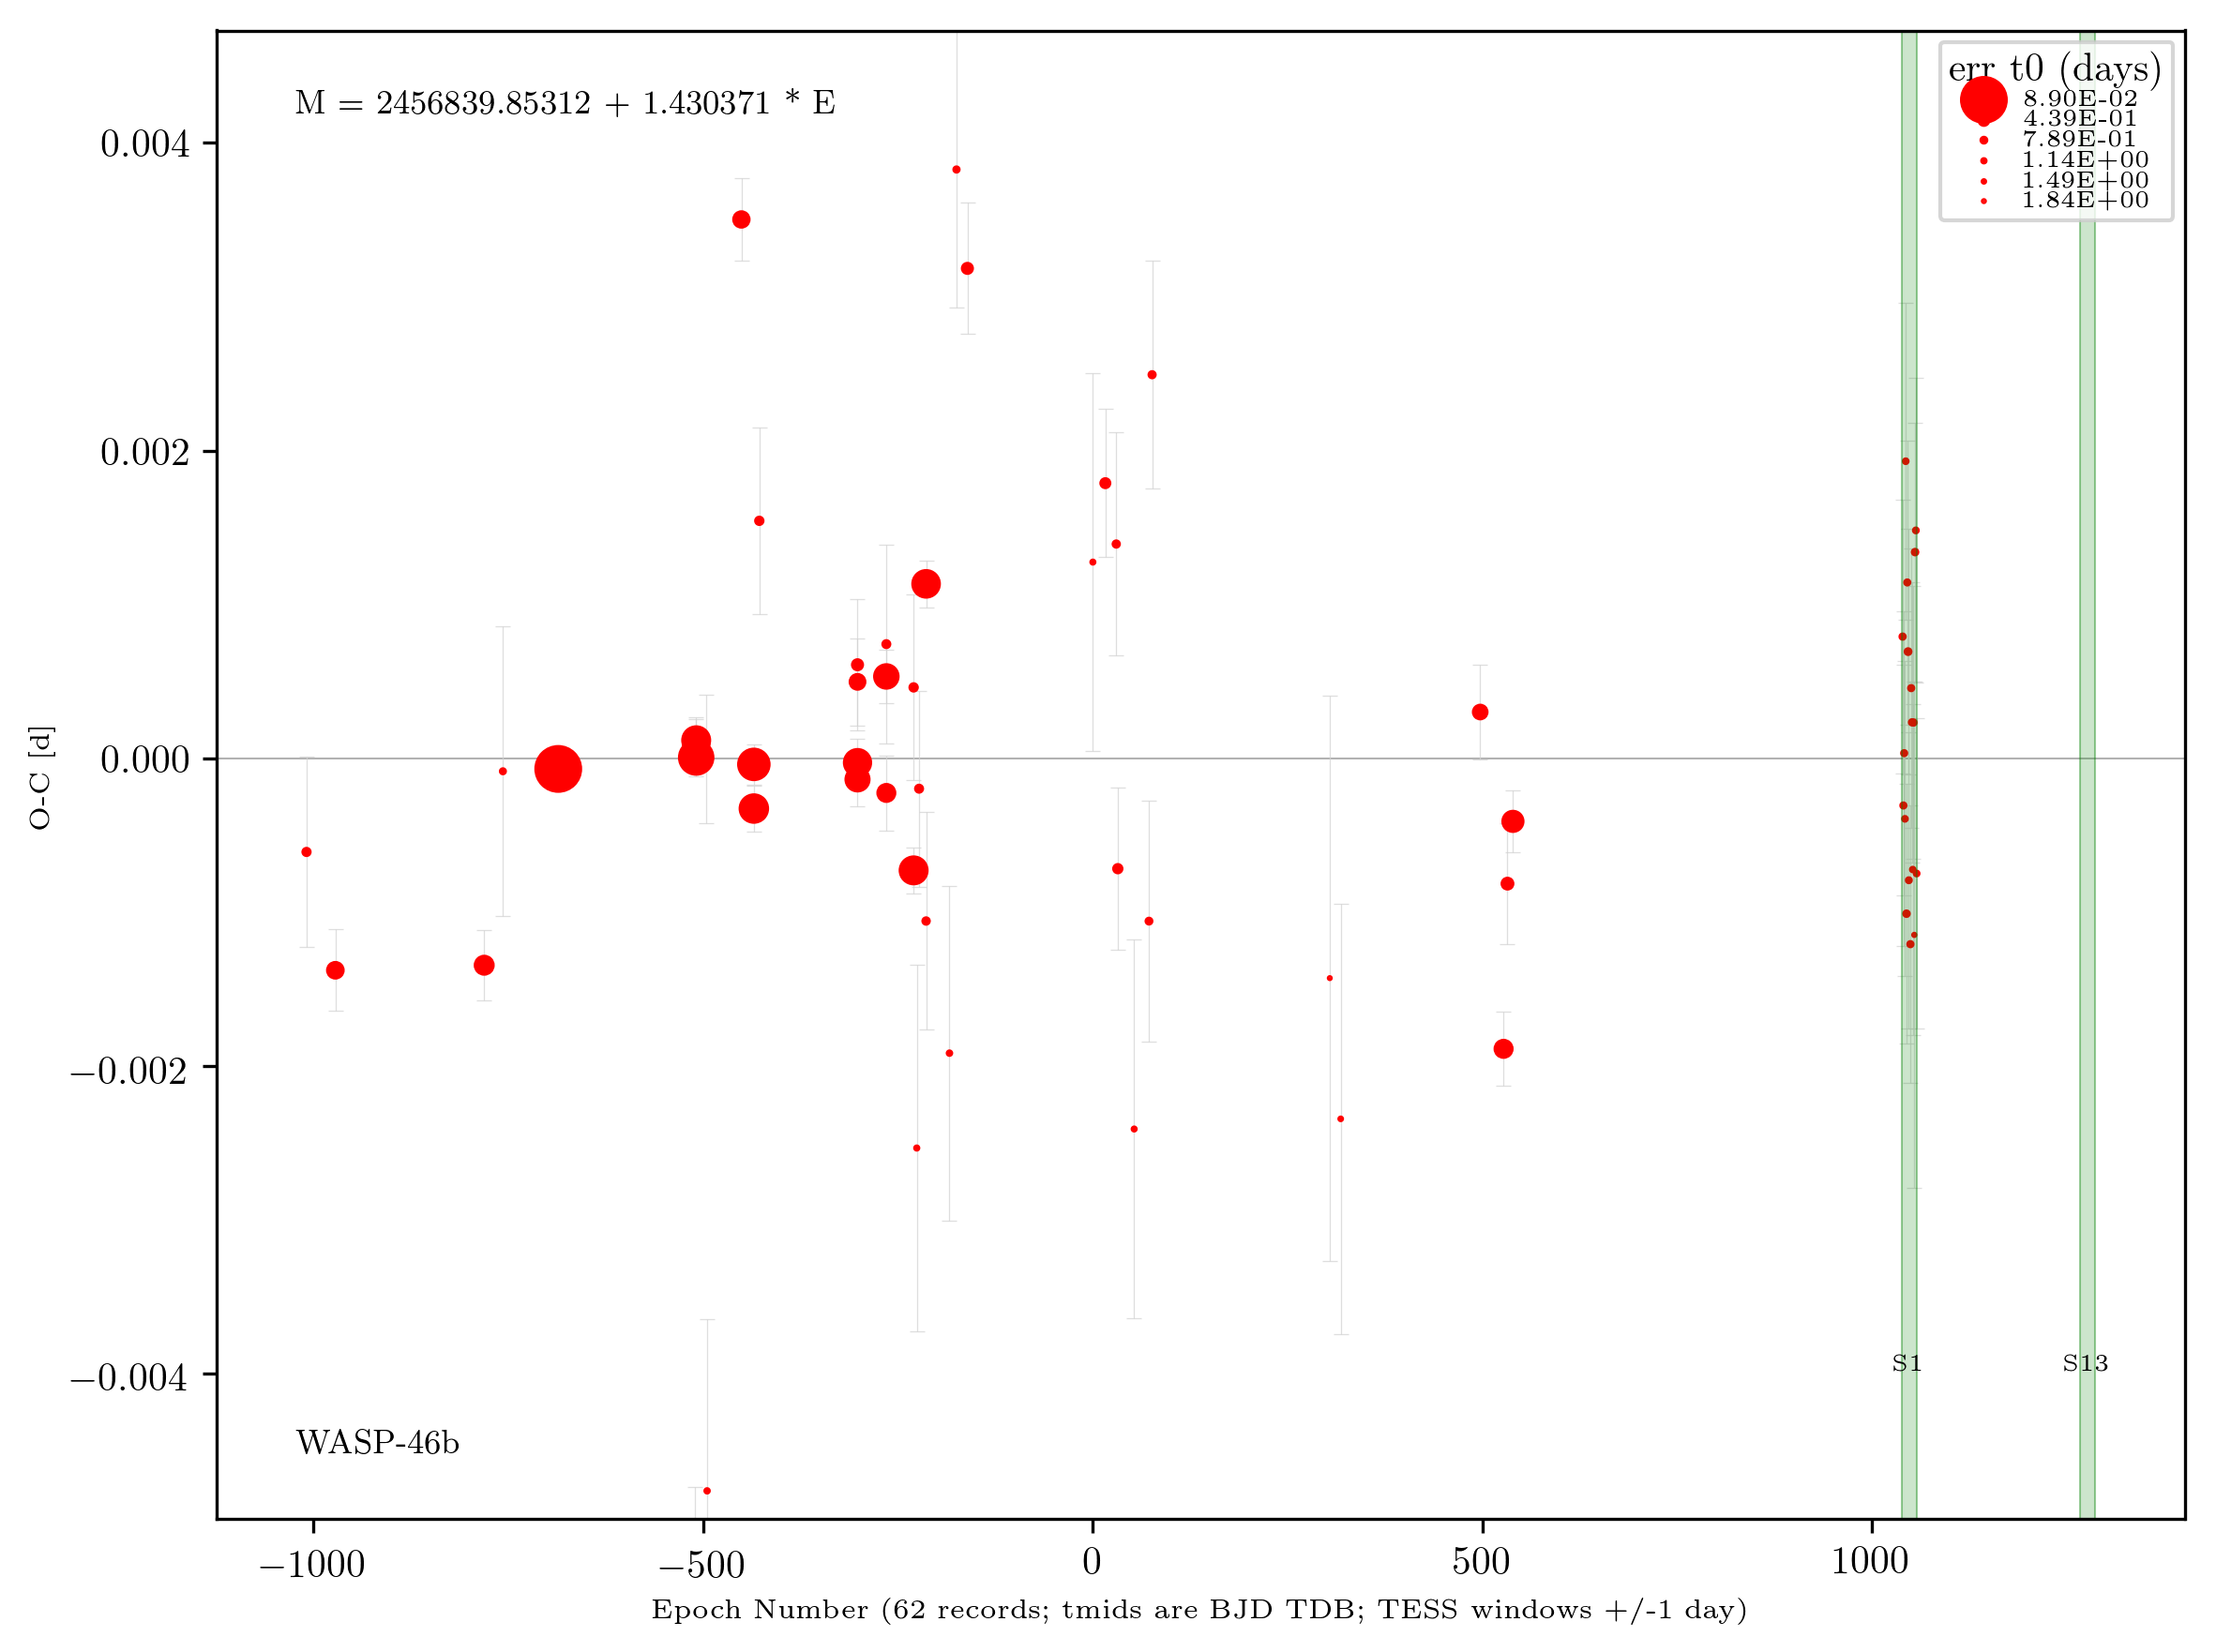 M = 2456839.85312 + 1.430371 * E
err t0 (days)
8.90E-02
4.39E-01
7.89E-01
1.14E+00
1.49E+00
1.84E+00
0.004
0.002
0.000
−0.002
−0.004
O-C [d]
S1
S13
WASP-46b
−1000
−500
0
500
1000
Epoch Number (62 records; tmids are BJD TDB; TESS windows +/-1 day)